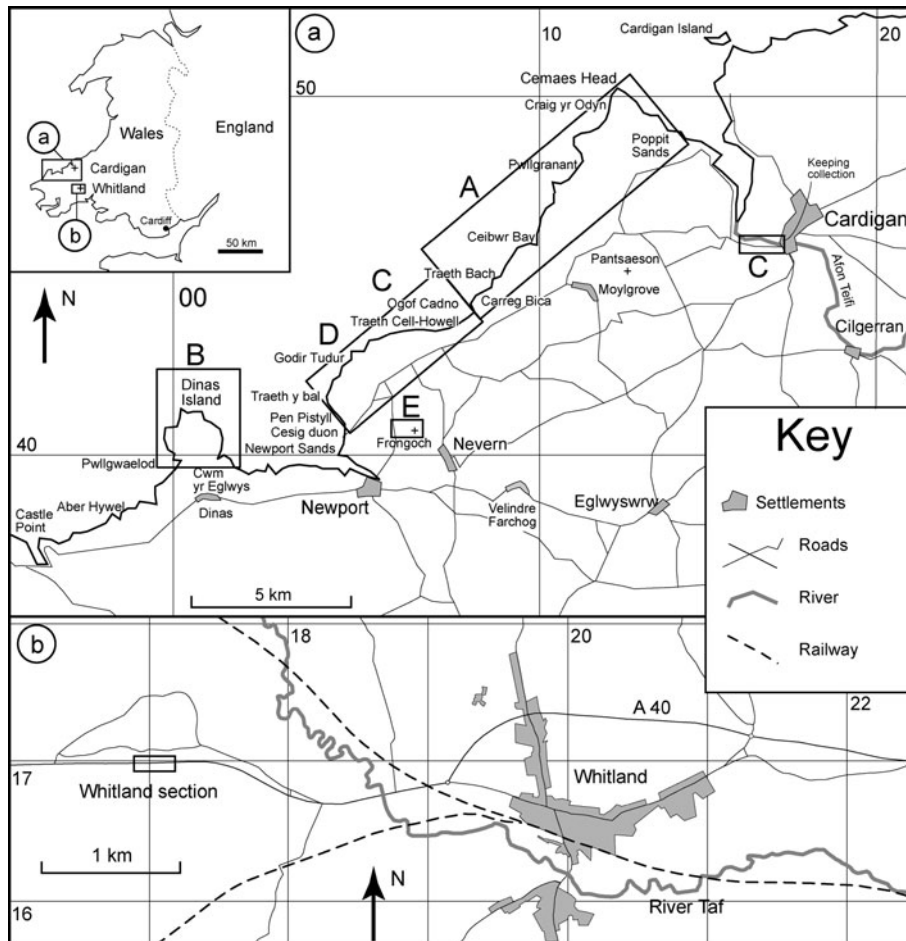 a
Wales
England
a
Cardigan
Whitland
b
Cardiff
50 km
N
a
00
10
20
50
40
Cardigan Island
Cemaes Head
Craig yr Odyn
Poppit
Sands
Pwllgranant
A
Keeping
collection
Cardigan
Ceibwr Bay
C
Afon Teifi
C
Traeth Bach
Pantsaeson
Moylgrove
Ogof Cadno
Carreg Bica
Traeth Cell-Howell
Cilgerran
D
Godir Tudur
B
Dinas
Island
Traeth y bal
E
Pen Pistyll
Cesig duon
Frongoch
Newport Sands
Nevern
Pwllgwaelod
Cwm
yr Eglwys
Aber Hywel
Castle
Point
Dinas
Newport
Velindre
Farchog
Eglwyswrw
5 km
Key
Settlements
Roads
River
Railway
b
18
20
22
17
16
A 40
Whitland
Whitland section
1 km
N
River Taf